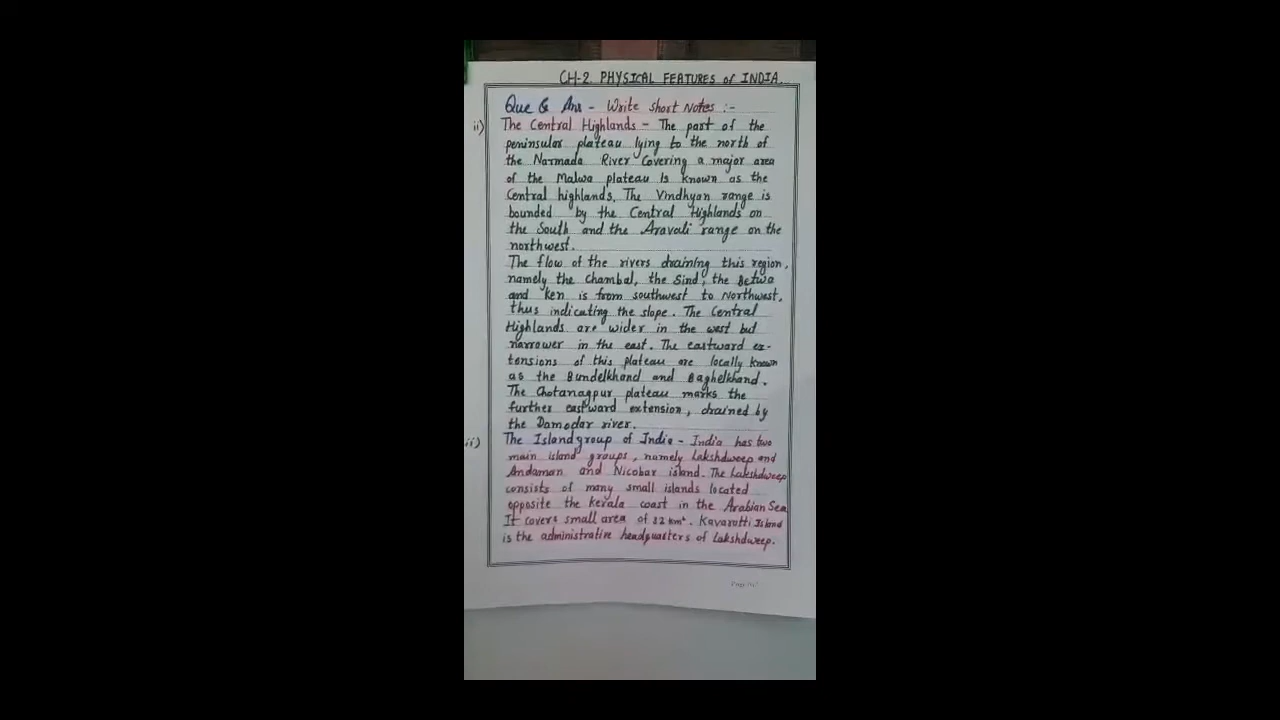 CH-2. PHYSICAL FEATURES of INDIA.
Que 6 Ans - Write Short Notes :-
ii) The Central Highlands - The part of the
peninsular plateau lying to the north of
the Narmada River Covering a major area
of the Malwa plateau Is known as the
Central highlands. The Vindhyan range is
bounded by the Central Highlands on
the South and the Aravali range on the
northwest.
The flow of the rivers draining this region,
namely the Chambal, the Sind, the Betwa
and Ken is from southwest to Northwest,
thus indicating the slope. The Central
Highlands are wider in the west but
narrower in the east. The eastward ex-
tensions of this plateau are locally known
as the Bundelkhand and Baghelkhand.
The Chotanagpur plateau marks the
further eastward extension, drained by
the Damodar river.
ii) The Island group of India - India has two
main island groups, namely Lakshdweep and
Andaman and Nicobar island. The Lakshdweep
consists of many small islands located
opposite the kerala coast in the Arabian Sea.
It covers small area of 32 km². Kavaratti Island
is the administrative headquarters of Lakshdweep.